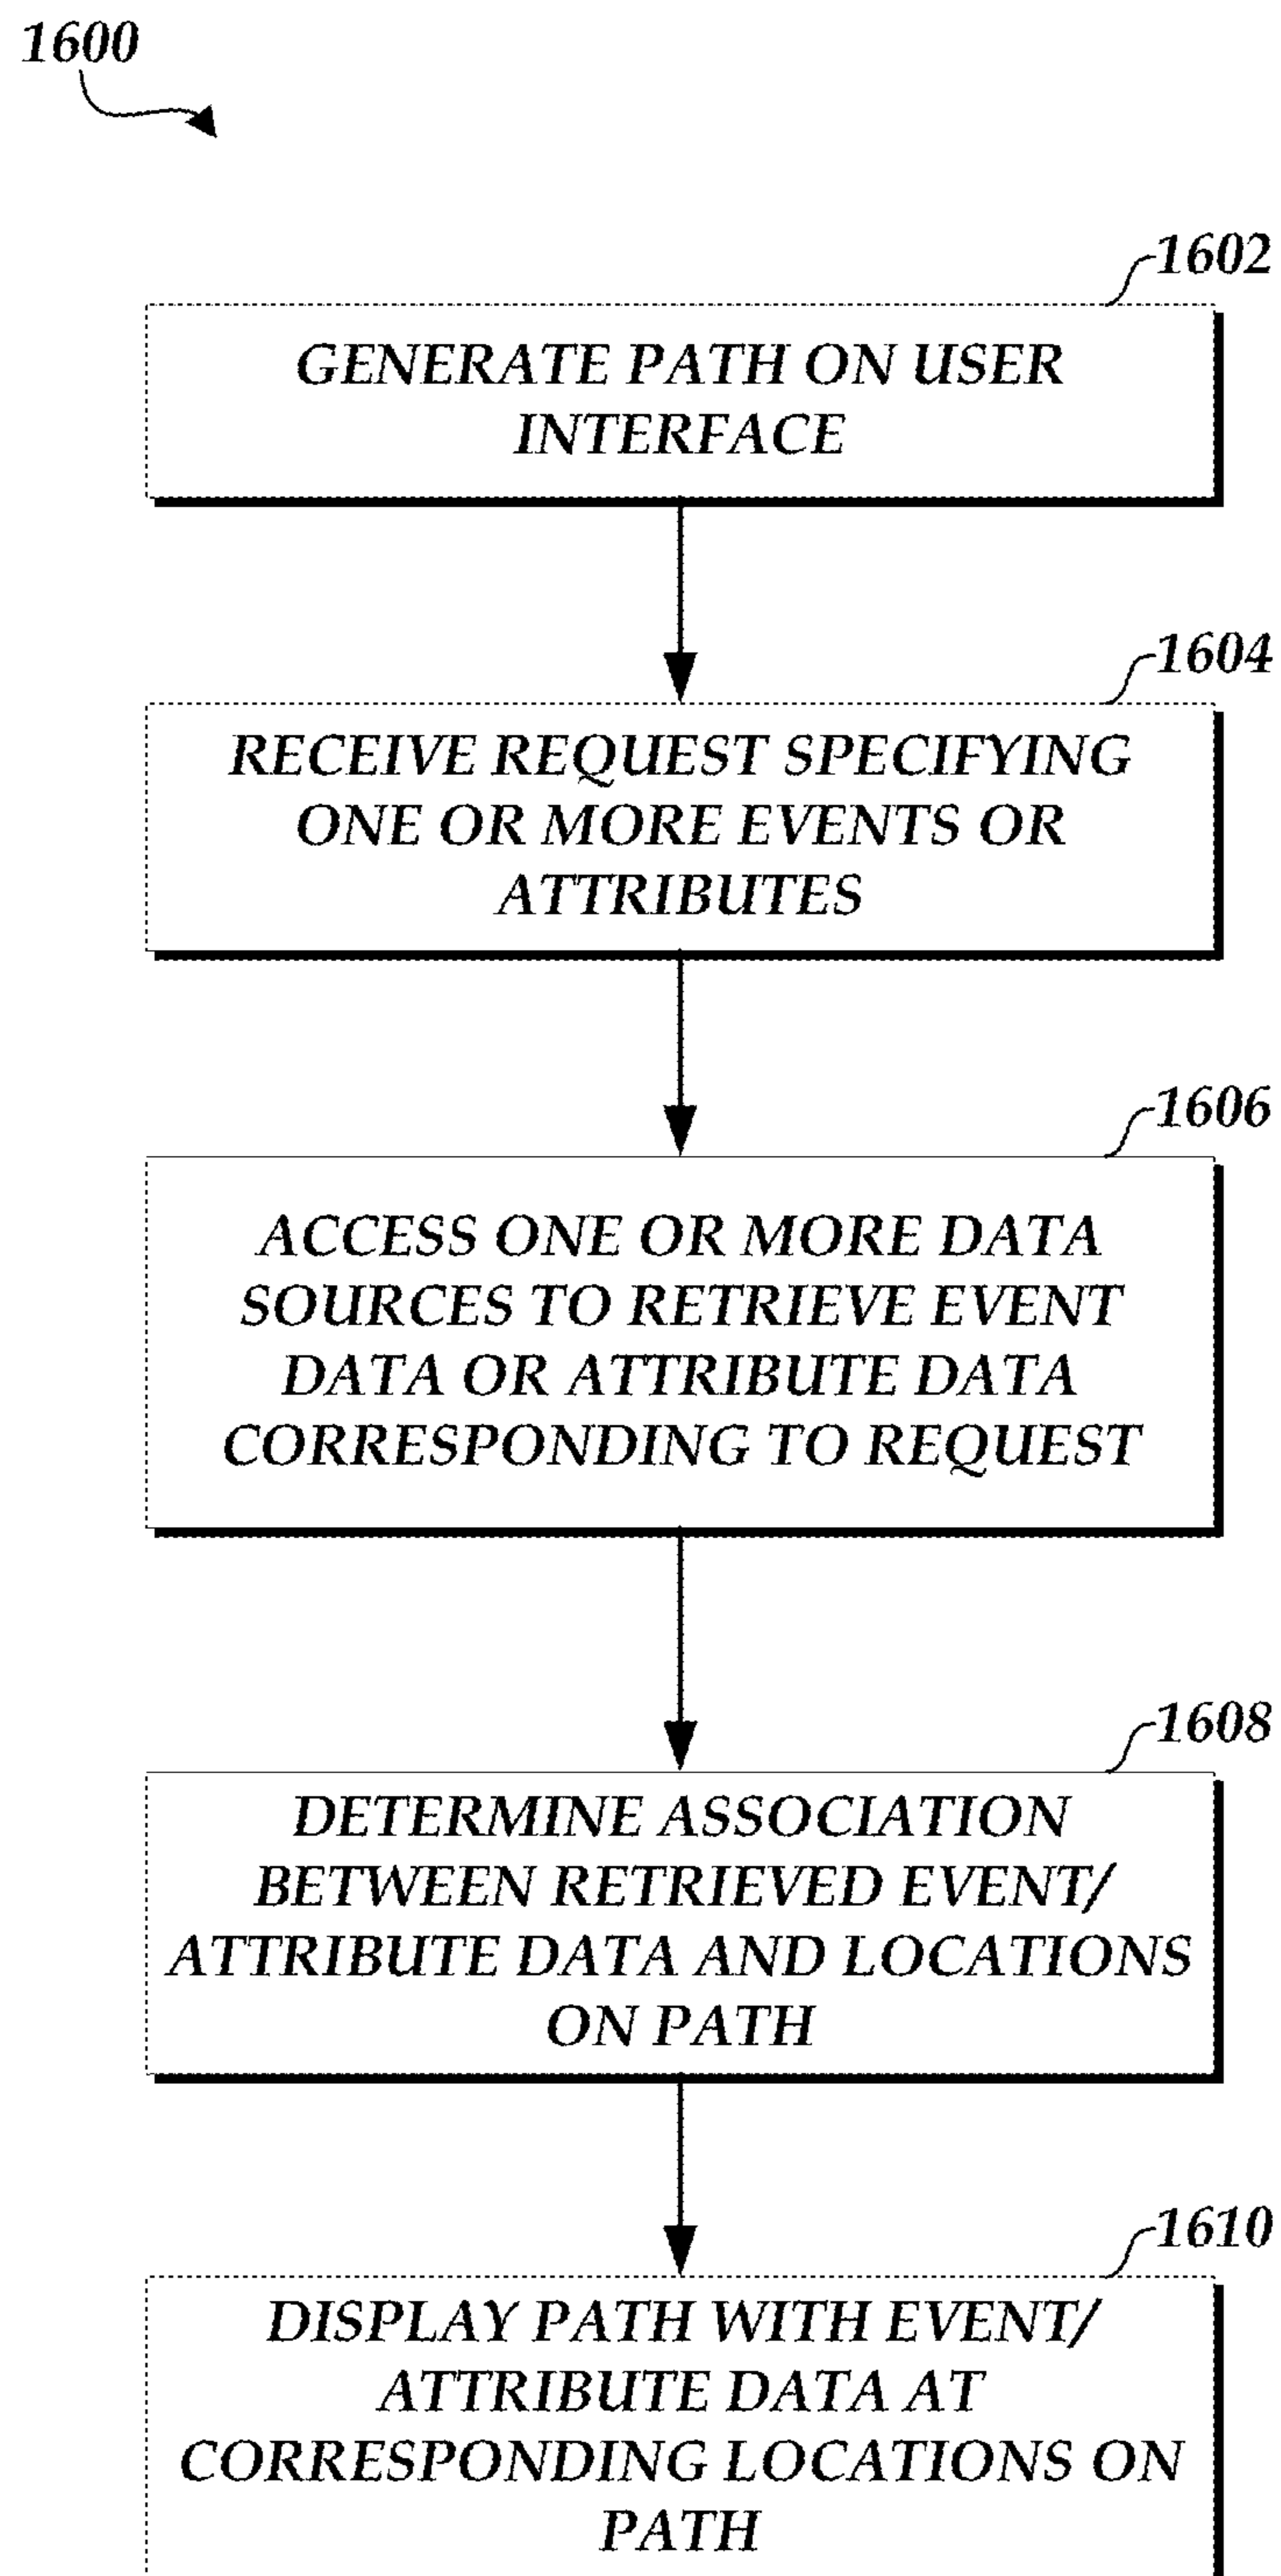 1600
1602
GENERATE PATH ON USER
INTERFACE
1604
RECEIVE REQUEST SPECIFYING
ONE OR MORE EVENTS OR
ATTRIBUTES
1606
ACCESS ONE OR MORE DATA
SOURCES TO RETRIEVE EVENT
DATA OR ATTRIBUTE DATA
CORRESPONDING TO REQUEST
1608
DETERMINE ASSOCIATION
BETWEEN RETRIEVED EVENT/
ATTRIBUTE DATA AND LOCATIONS
ON PATH
1610
DISPLAY PATH WITH EVENT/
ATTRIBUTE DATA AT
CORRESPONDING LOCATIONS ON
PATH